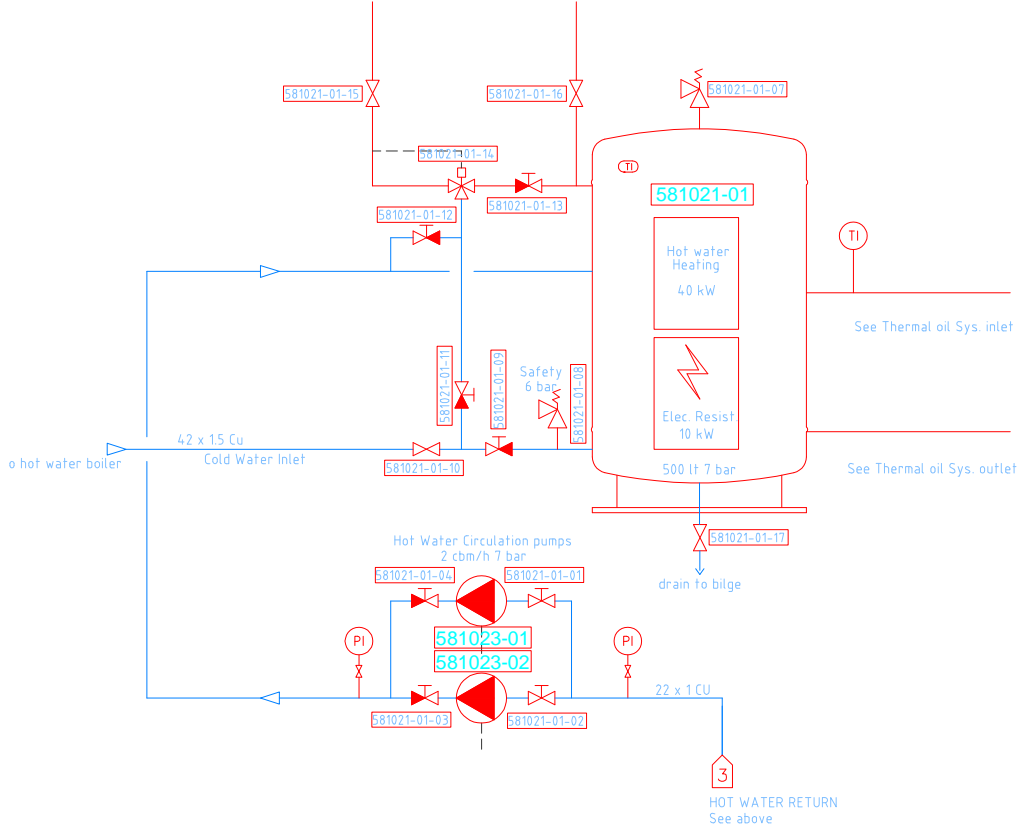 581021-01-07
581021-01-15
581021-01-16
581021-01-14
TI
581021-01
581021-01-13
581021-01-12
TI
Hot water
Heating
40 kW
See Thermal oil Sys. inlet
581021-01-11
581021-01-09
Safety
6 bar
581021-01-08
Elec. Resist.
10 kW
42 x 1.5 Cu
Cold Water Inlet
o hot water boiler
581021-01-10
500 lt 7 bar
See Thermal oil Sys. outlet
581021-01-17
drain to bilge
Hot Water Circulation pumps
2 cbm/h 7 bar
581021-01-04
581021-01-01
PI
581023-01
581023-02
PI
22 x 1 CU
581021-01-03
581021-01-02
3
HOT WATER RETURN
See above